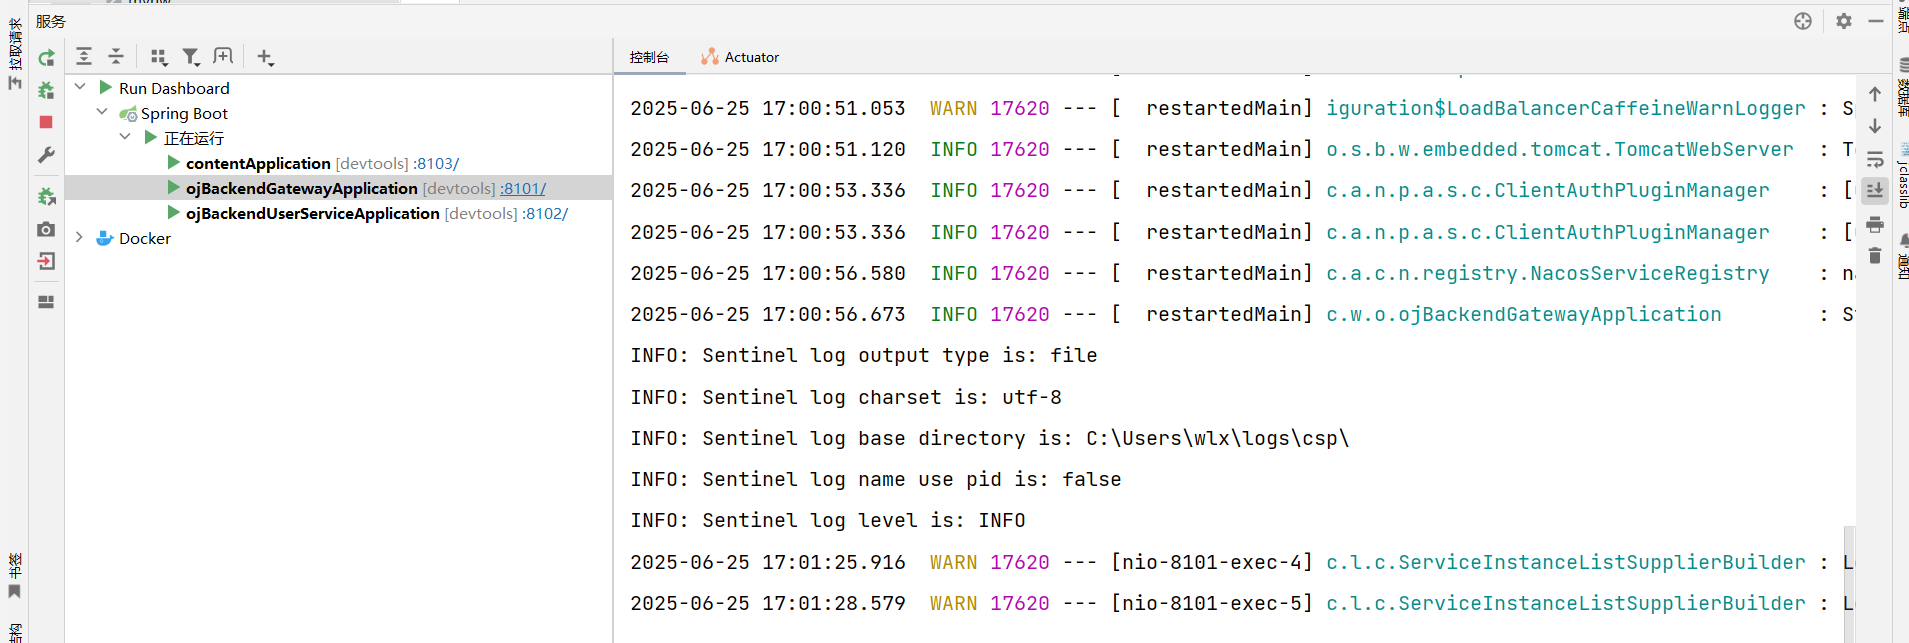 服务
拉取请求
控制台
Actuator
Run Dashboard
Spring Boot
正在运行
contentApplication [devtools] :8103/
ojBackendGatewayApplication [devtools] :8101/
ojBackendUserServiceApplication [devtools] :8102/
Docker
2025-06-25 17:00:51.053 WARN 17620 --- [ restartedMain] iguration$LoadBalancerCaffeineWarnLogger :
2025-06-25 17:00:51.120 INFO 17620 --- [ restartedMain] o.s.b.w.embedded.tomcat.TomcatWebServer :
2025-06-25 17:00:53.336 INFO 17620 --- [ restartedMain] c.a.n.p.a.s.c.ClientAuthPluginManager : [
2025-06-25 17:00:53.336 INFO 17620 --- [ restartedMain] c.a.n.p.a.s.c.ClientAuthPluginManager : [
2025-06-25 17:00:56.580 INFO 17620 --- [ restartedMain] c.a.c.n.registry.NacosServiceRegistry :
2025-06-25 17:00:56.673 INFO 17620 --- [ restartedMain] c.w.o.ojBackendGatewayApplication :
INFO: Sentinel log output type is: file
INFO: Sentinel log charset is: utf-8
INFO: Sentinel log base directory is: C:\Users\wlx\logs\csp\
INFO: Sentinel log name use pid is: false
INFO: Sentinel log level is: INFO
2025-06-25 17:01:25.916 WARN 17620 --- [nio-8101-exec-4] c.l.c.ServiceInstanceListSupplierBuilder :
2025-06-25 17:01:28.579 WARN 17620 --- [nio-8101-exec-5] c.l.c.ServiceInstanceListSupplierBuilder :
书签
数据库
jclasslib
通知